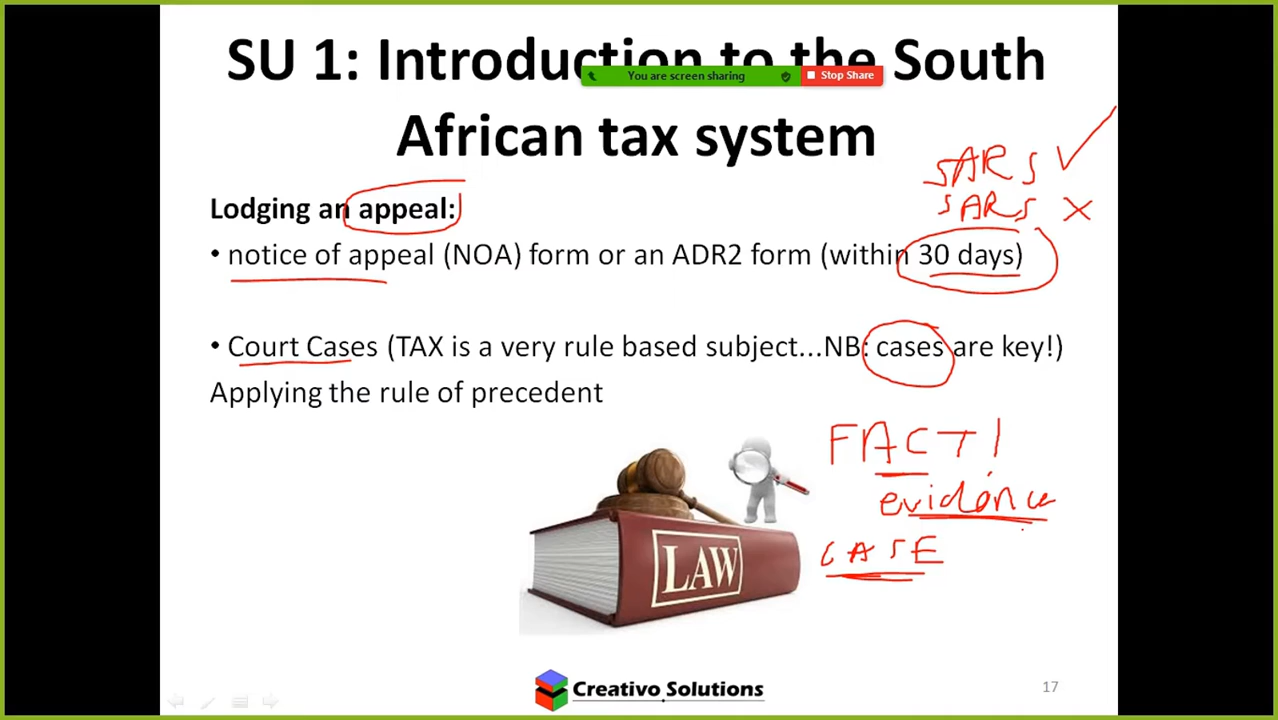 SU 1: Introduction to the South
You are screen sharing
Stop Share
African tax system
SARS
SARS X
Lodging an appeal:
• notice of appeal (NOA) form or an ADR2 form (within 30 days)
• Court Cases (TAX is a very rule based subject...NB: cases are key!)
Applying the rule of precedent
FACT!
evidence
CASE
LAW
Creativo Solutions
17